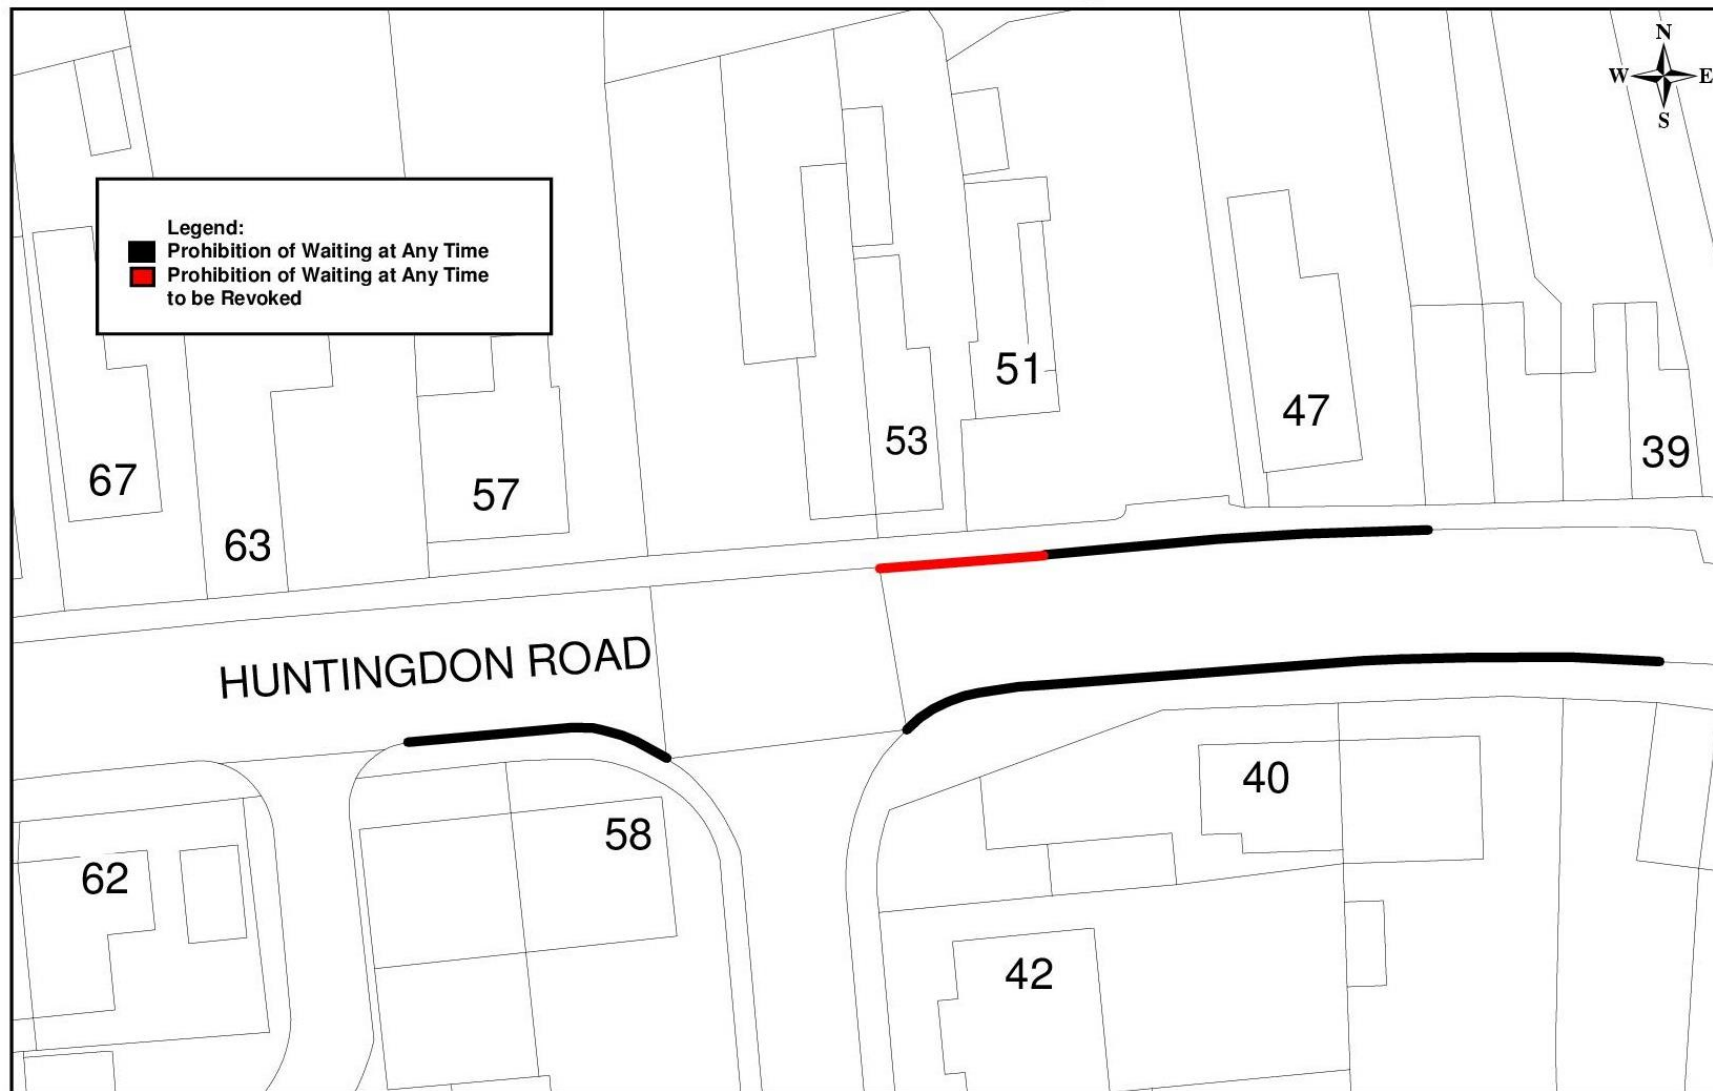 N
W E
S
Legend:
Prohibition of Waiting at Any Time
Prohibition of Waiting at Any Time
to be Revoked
51
47
53
39
67
57
63
HUNTINGDON ROAD
40
58
62
42